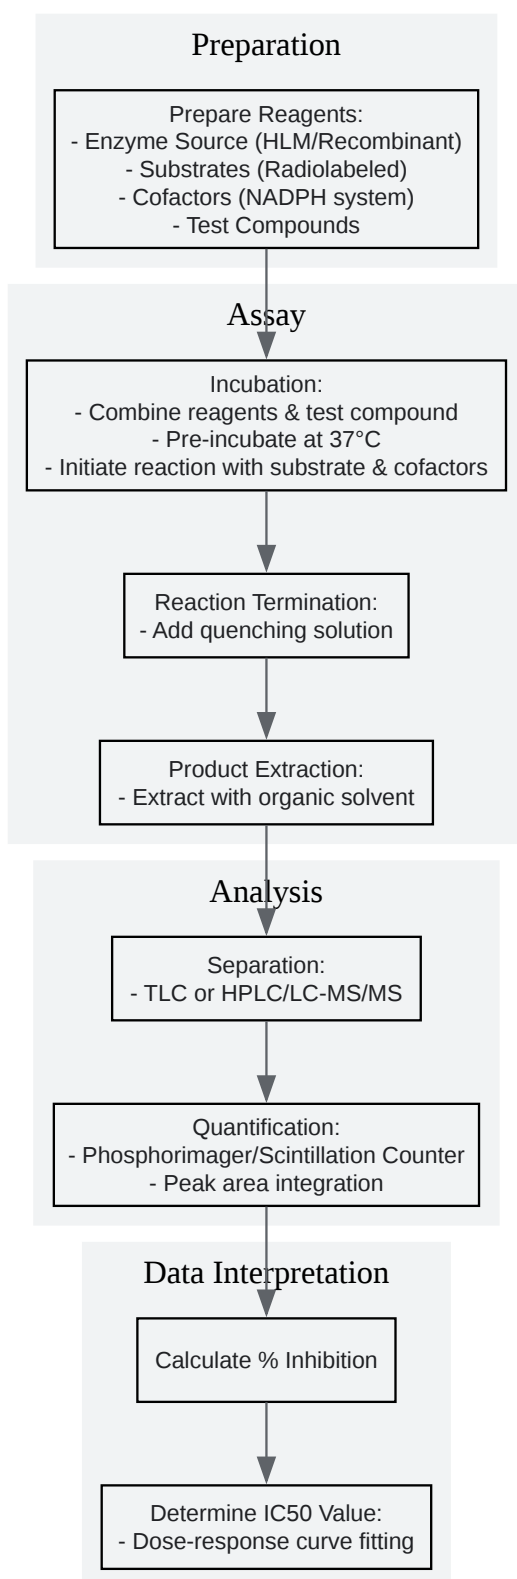 Preparation
Prepare Reagents:
- Enzyme Source (HLM/Recombinant)
- Substrates (Radiolabeled)
- Cofactors (NADPH system)
- Test Compounds
Assay
Incubation:
- Combine reagents & test compound
- Pre-incubate at 37°C
- Initiate reaction with substrate & cofactors
Reaction Termination:
- Add quenching solution
Product Extraction:
- Extract with organic solvent
Analysis
Separation:
- TLC or HPLC/LC-MS/MS
Quantification:
- Phosphorimager/Scintillation Counter
- Peak area integration
Data Interpretation
Calculate % Inhibition
Determine IC50 Value:
- Dose-response curve fitting